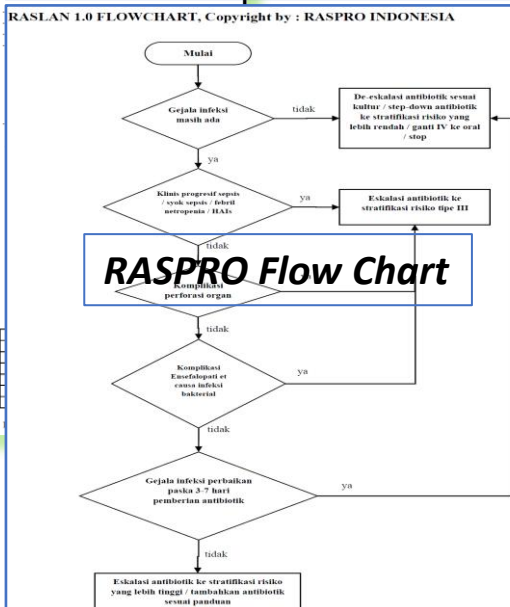 RASLAN 1.0 FLOWCHART, Copyright by : RASPRO INDONESIA
Mulai
Gejala infeksi
masih ada
tidak
De-eskalasi antibiotik sesuai
kultur / step-down antibiotik
ke stratifikasi risiko yang
lebih rendah / ganti IV ke oral
/ stop
ya
Klinis progresif sepsis
/ syok sepsis / febril
netropenia / HAIs
ya
Eskalasi antibiotik ke
stratifikasi risiko tipe III
tidak
RASPRO Flow Chart
Komplikasi
perforasi organ
tidak
Komplikasi
Ensefalopati et
causa infeksi
bakterial
ya
tidak
Gejala infeksi perbaikan
paska 3-7 hari
pemberian antibiotik
ya
tidak
Eskalasi antibiotik ke stratifikasi risiko
yang lebih tinggi / tambahkan antibiotik
sesuai panduan